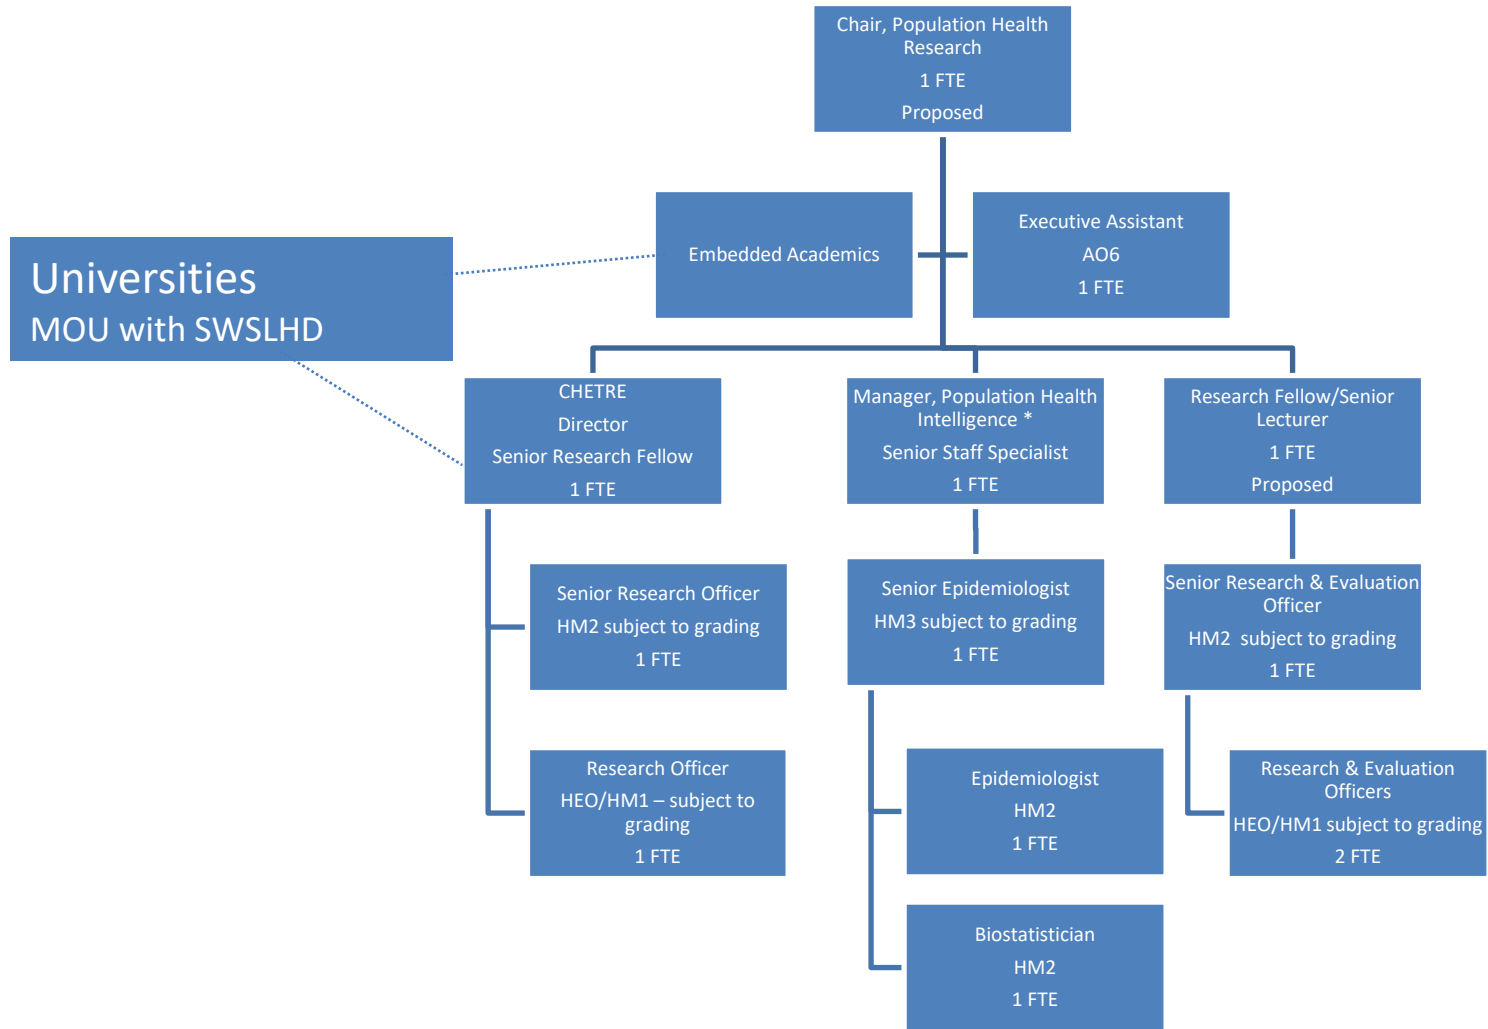 Chair, Population Health
Research
1 FTE
Proposed
Embedded Academics
Executive Assistant
AO6
1 FTE
Universities
MOU with SWSLHD
CHETRE
Director
Senior Research Fellow
1 FTE
Manager, Population Health
Intelligence *
Senior Staff Specialist
1 FTE
Research Fellow/Senior
Lecturer
1 FTE
Proposed
Senior Research Officer
HM2 subject to grading
1 FTE
Senior Epidemiologist
HM3 subject to grading
1 FTE
Senior Research & Evaluation
Officer
HM2  subject to grading
1 FTE
Research Officer
HEO/HM1 – subject to
grading
1 FTE
Epidemiologist
HM2
1 FTE
Research & Evaluation
Officers
HEO/HM1 subject to grading
2 FTE
Biostatistician
HM2
1 FTE